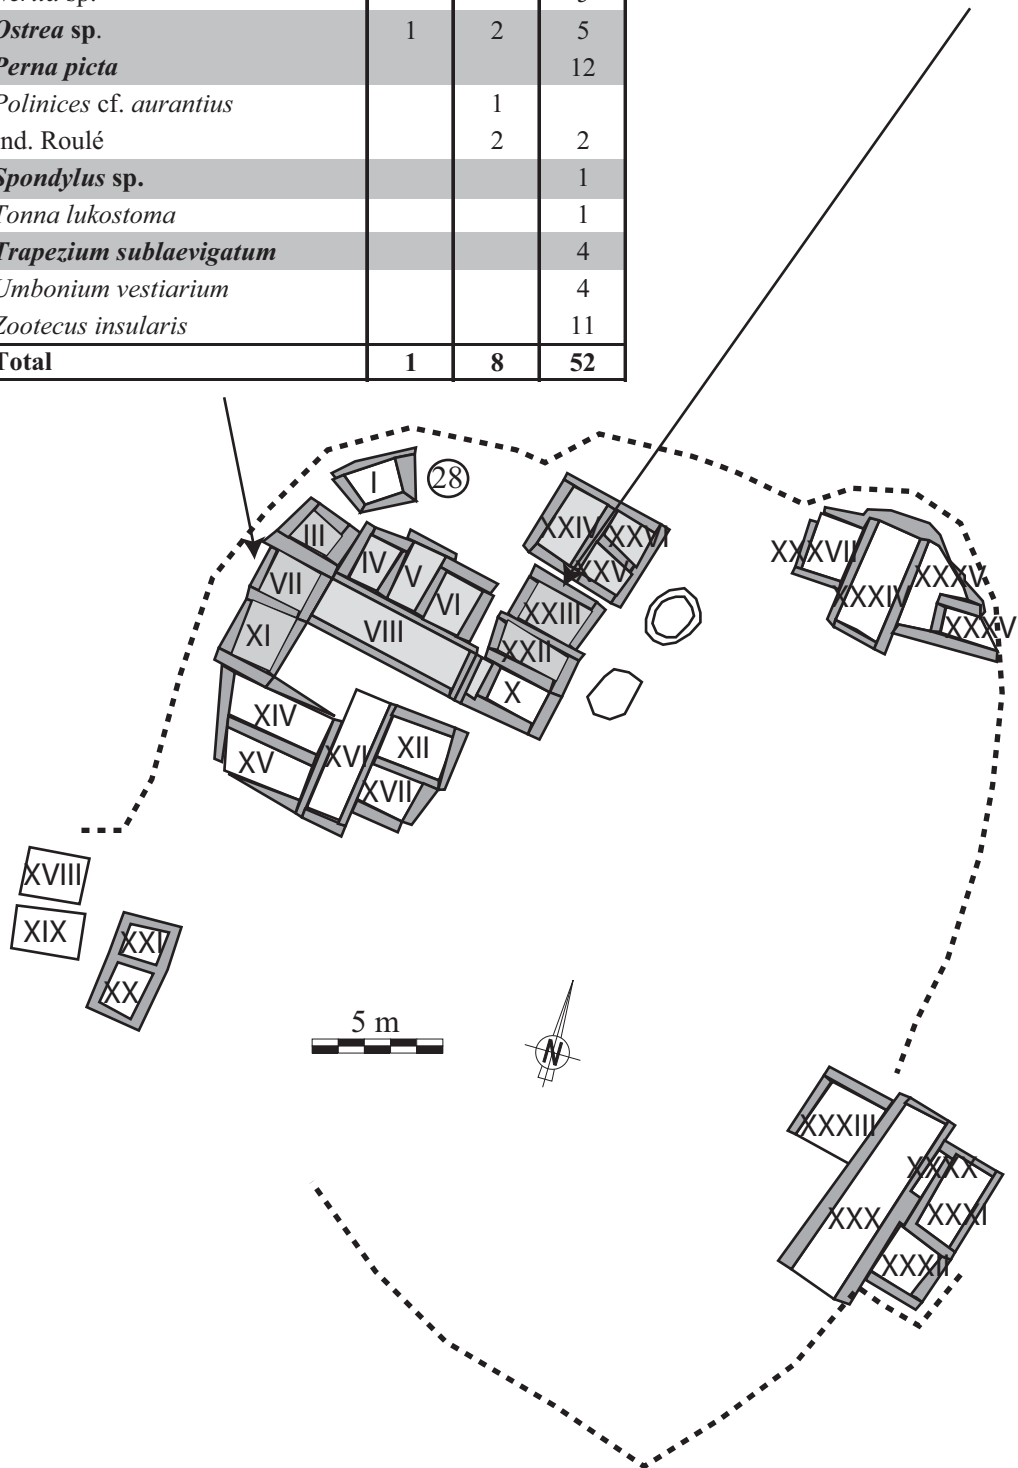 sp. 3
Ostrea sp. 1 2 5
Perna picta 12
Polinices cf. aurantius 1
nd. Roulé 2 2
Spondylus sp. 1
Tonna lukostoma 1
Trapezium sublaevigatum 4
Umbonium vestiarium 4
Zootecus insularis 11
Total 1 8 52
I
28
III
IV
V
VI
VII
VIII
XI
XXIV
XXVI
XXV
XXIII
XXII
X
XXXVII
XXXIV
XXXV
XXXV
XIV
XV
XVI
XII
XVII
XVIII
XIX
XXI
XX
5 m
N
XXXIII
XXXX
XXX
XXXI
XXXII